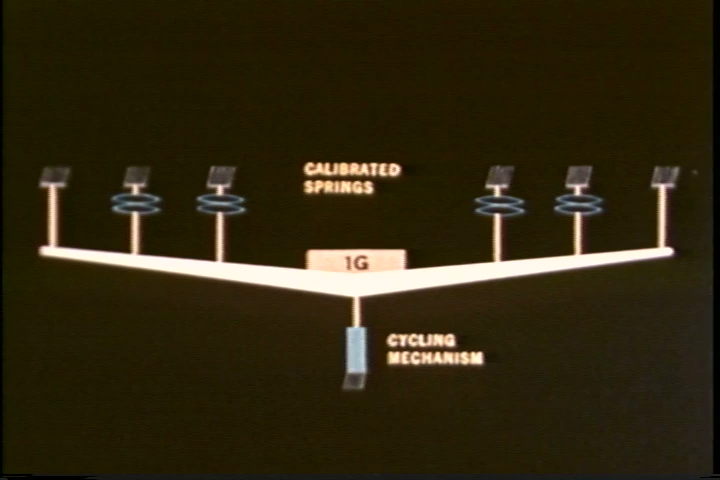 CALIBRATED
SPRINGS
1G
CYCLING
MECHANISM